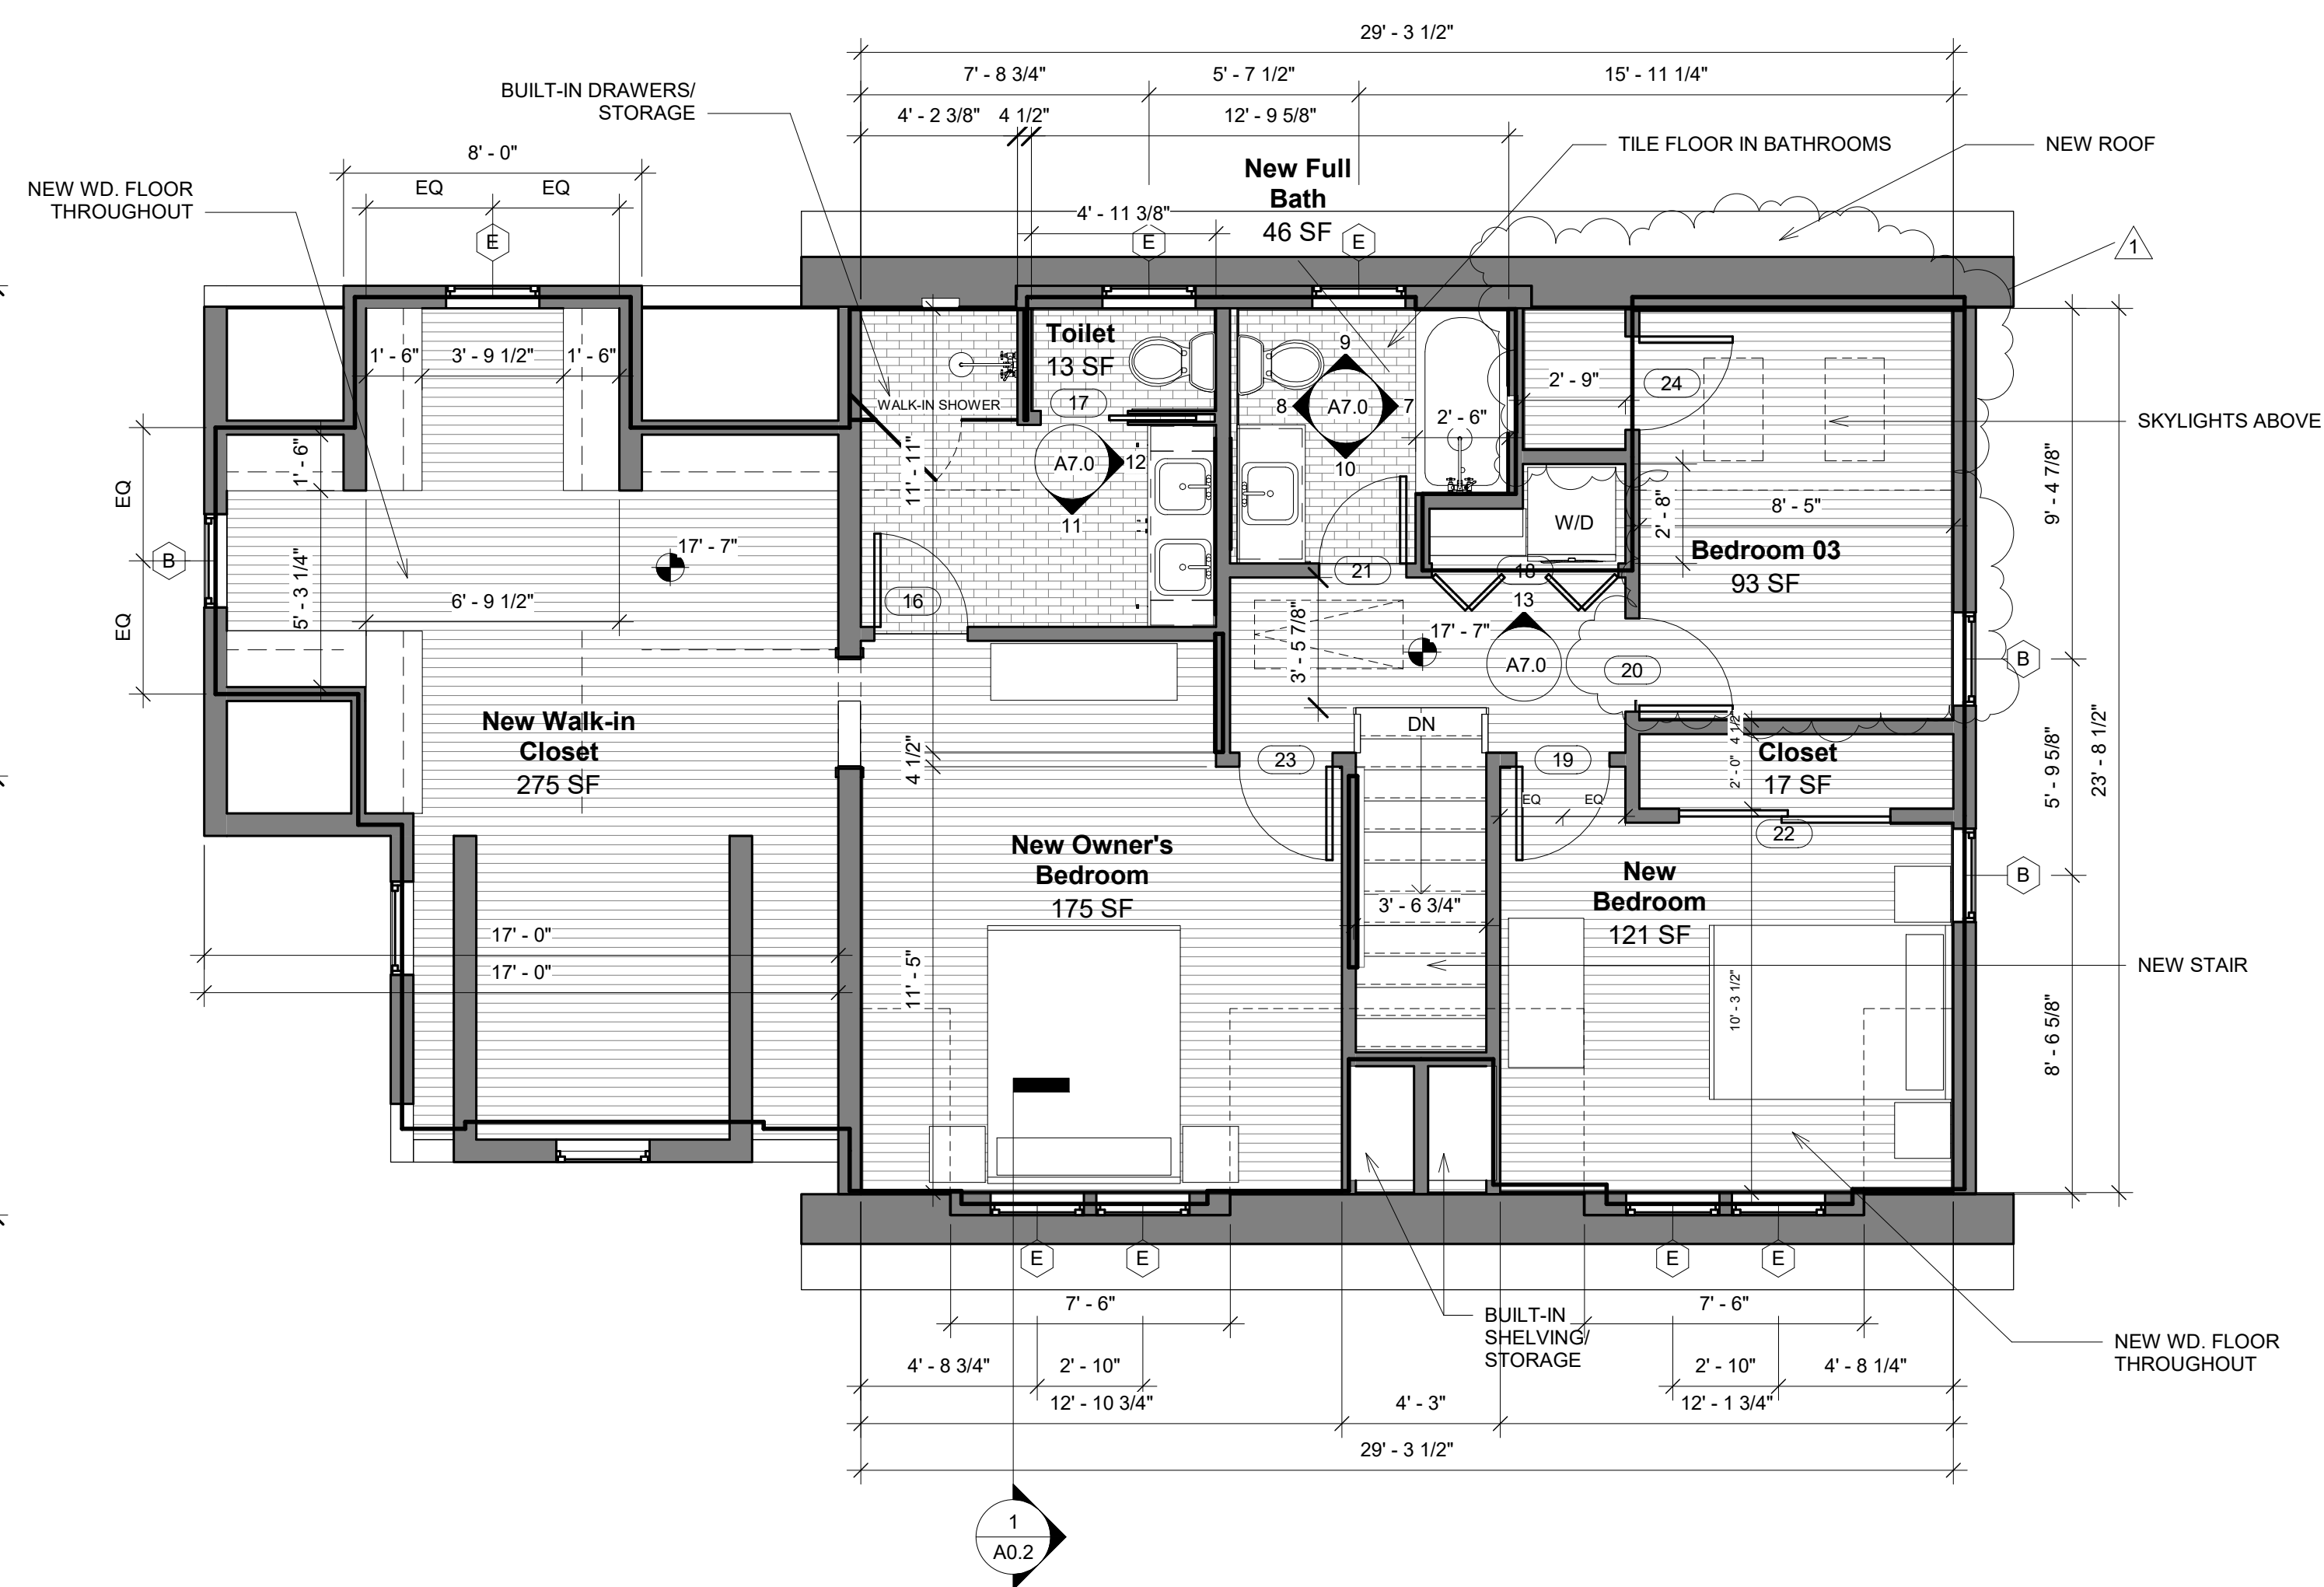 29' - 3 1/2"
7' - 8 3/4"
5' - 7 1/2"
15' - 11 1/4"
BUILT-IN DRAWERS/
STORAGE
4' - 2 3/8"
4 1/2"
12' - 9 5/8"
TILE FLOOR IN BATHROOMS
NEW ROOF
8' - 0"
EQ
EQ
NEW WD. FLOOR
THROUGHOUT
New Full
Bath
46 SF
4' - 11 3/8"
E
E
E
1
Toilet
13 SF
17
1' - 6"
3' - 9 1/2"
1' - 6"
WALK-IN SHOWER
9
8
A7.0
7
10
2' - 6"
2' - 9"
24
SKYLIGHTS ABOVE
A7.0
12
11
11' - 11"
1' - 6"
EQ
EQ
B
5' - 3 1/4"
6' - 9 1/2"
17' - 7"
16
W/D
2' - 8"
8' - 5"
Bedroom 03
93 SF
9' - 4 7/8"
21
18
13
A7.0
3' - 5 7/8"
17' - 7"
20
B
DN
New Walk-in
Closet
275 SF
4 1/2"
23
19
EQ
EQ
4 1/2"
2' - 0"
Closet
17 SF
22
5' - 9 5/8"
23' - 8 1/2"
B
New Owner's
Bedroom
175 SF
3' - 6 3/4"
New
Bedroom
121 SF
17' - 0"
17' - 0"
11' - 5"
10' - 3 1/2"
NEW STAIR
8' - 6 5/8"
E
E
E
E
7' - 6"
BUILT-IN
SHELVING/
STORAGE
7' - 6"
NEW WD. FLOOR
THROUGHOUT
4' - 8 3/4"
2' - 10"
2' - 10"
4' - 8 1/4"
12' - 10 3/4"
4' - 3"
12' - 1 3/4"
29' - 3 1/2"
1
A0.2